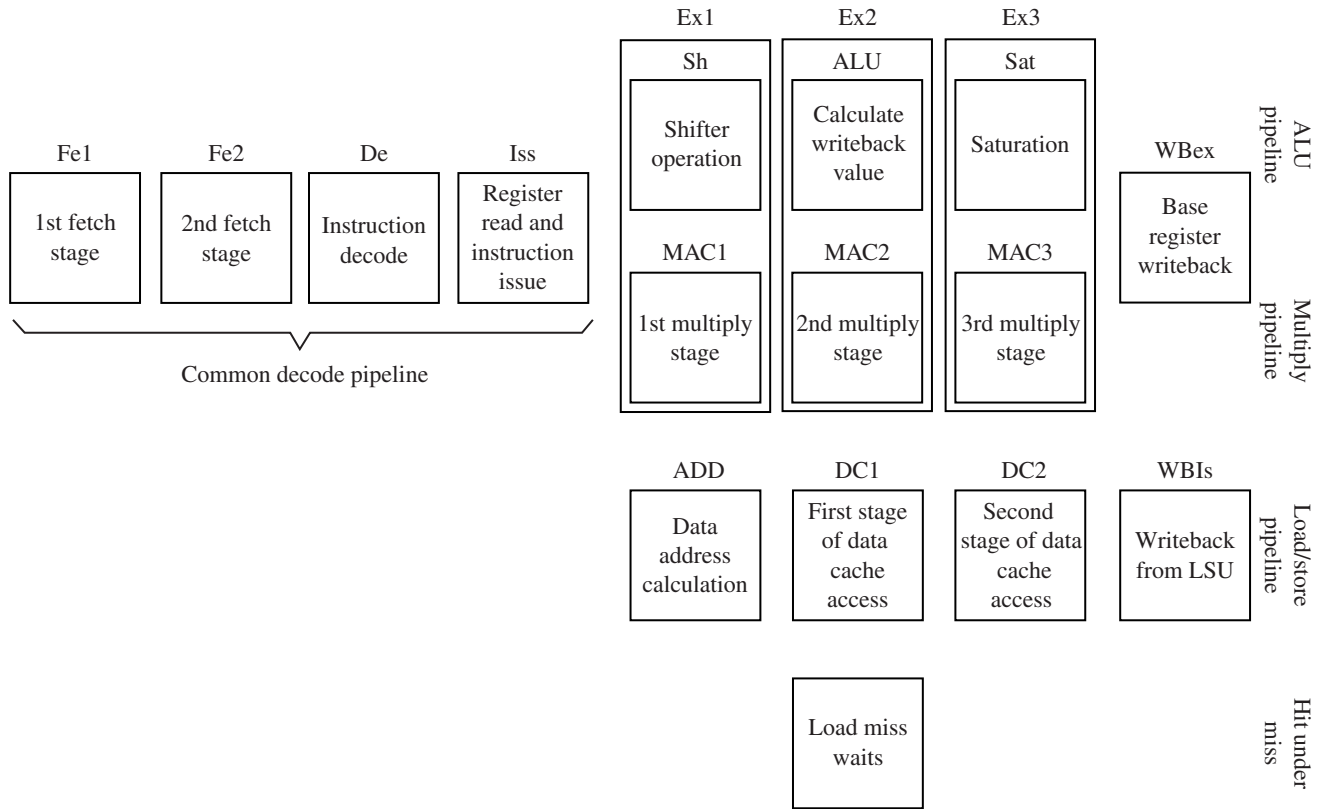 Ex1
Ex2
Ex3
Sh
ALU
Sat
Shifter
operation
Calculate
writeback
value
Saturation
ALU
pipeline
Fe1
Fe2
De
Iss
WBex
1st fetch
stage
2nd fetch
stage
Instruction
decode
Register
read and
instruction
issue
Base
register
writeback
MAC1
MAC2
MAC3
1st multiply
stage
2nd multiply
stage
3rd multiply
stage
Multiply
pipeline
Common decode pipeline
ADD
DC1
DC2
WBIs
Data
address
calculation
First stage
of data
cache
access
Second
stage of data
cache
access
Writeback
from LSU
Load/store
pipeline
Load miss
waits
Hit under
miss